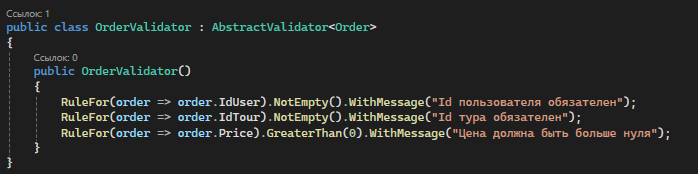 Ссылок: 1
public class OrderValidator : AbstractValidator<Order>
{
Ссылок: 0
public OrderValidator()
{
RuleFor(order => order.IdUser).NotEmpty().WithMessage("Id пользователя обязателен");
RuleFor(order => order.IdTour).NotEmpty().WithMessage("Id тура обязателен");
RuleFor(order => order.Price).GreaterThan(0).WithMessage("Цена должна быть больше нуля");
}
}